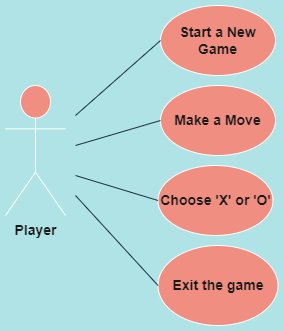 Start a New
Game
Make a Move
Choose 'X' or 'O'
Player
Exit the game